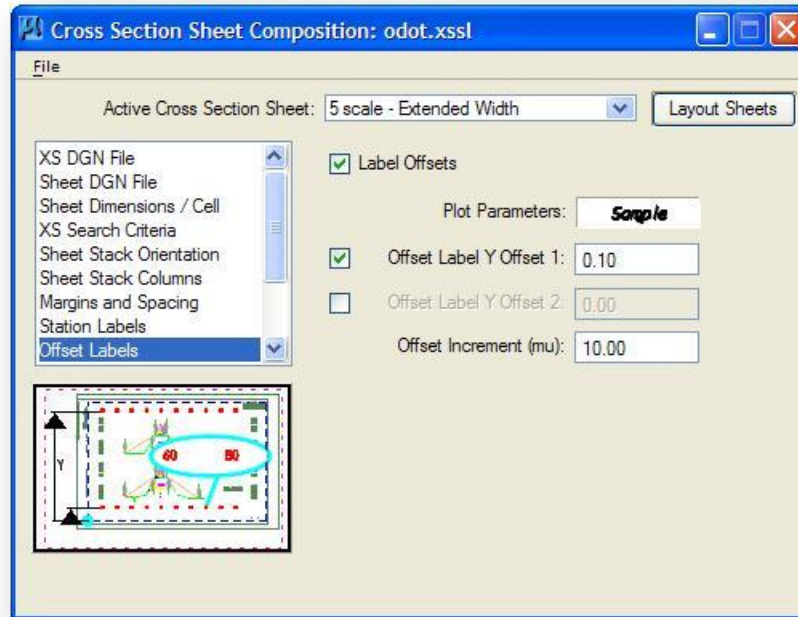 Cross Section Sheet Composition: odot.xssl
File
Active Cross Section Sheet: 5 scale - Extended Width Layout Sheets
XS DGN File
Sheet DGN File
Sheet Dimensions / Cell
XS Search Criteria
Sheet Stack Orientation
Sheet Stack Columns
Margins and Spacing
Station Labels
Offset Labels
Label Offsets
Plot Parameters: Sample
Offset Label Y Offset 1: 0.10
Offset Label Y Offset 2: 0.00
Offset Increment (mu): 10.00
Y
60 80